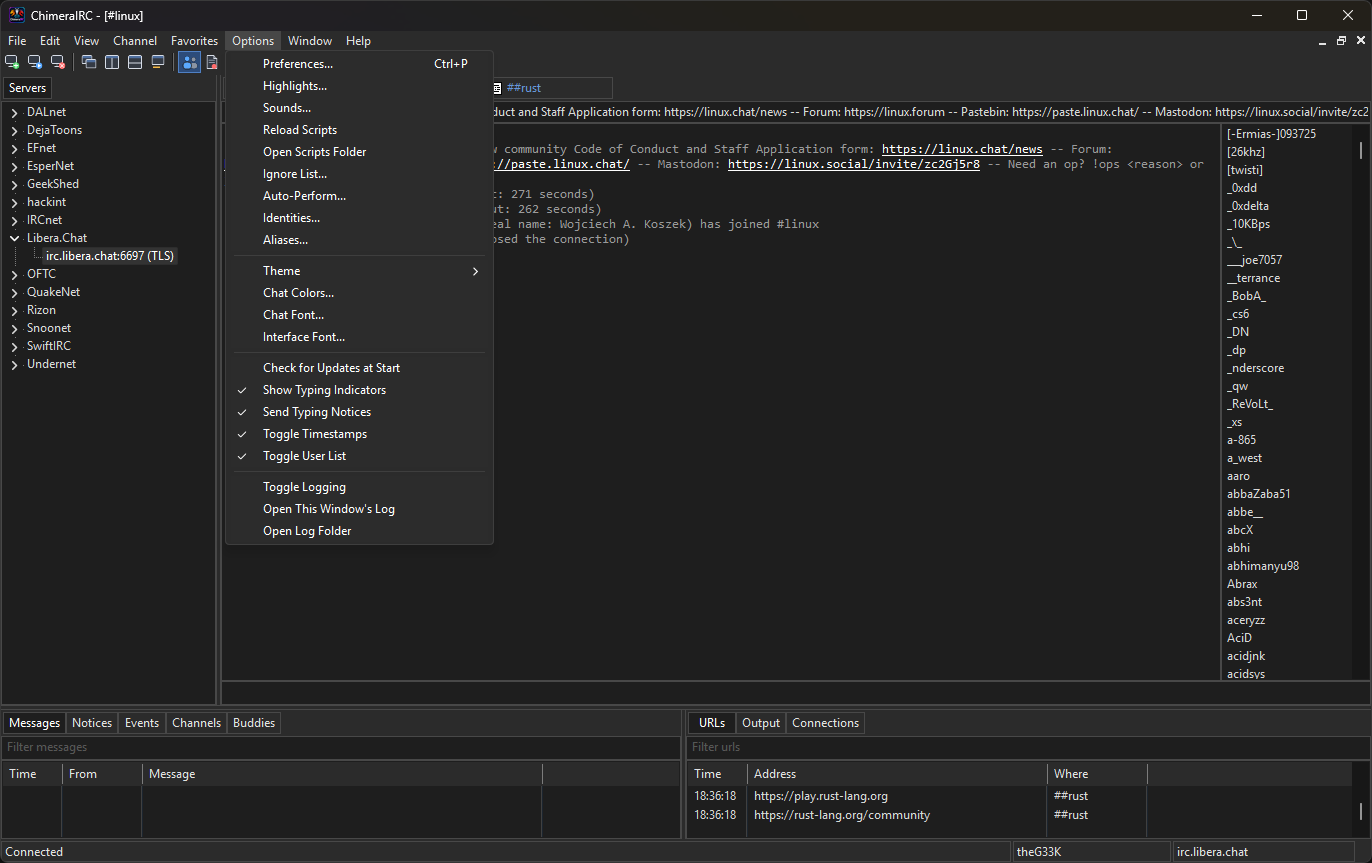 ChimeraIRC - [#linux]
File Edit View Channel Favorites Options Window Help
Servers
DALnet
DejaToons
EFnet
EsperNet
GeekShed
hackint
IRCnet
Libera.Chat
irc.libera.chat:6697 (TLS)
OFTC
QuakeNet
Rizon
Snoonet
SwiftIRC
Undernet
Preferences... Ctrl+P
Highlights...
Sounds...
Reload Scripts
Open Scripts Folder
Ignore List...
Auto-Perform...
Identities...
Aliases...
Theme
Chat Colors...
Chat Font...
Interface Font...
Check for Updates at Start
Show Typing Indicators
Send Typing Notices
Toggle Timestamps
Toggle User List
Toggle Logging
Open This Window's Log
Open Log Folder
##rust
duct and Staff Application form: https://linux.chat/news -- Forum: https://linux.forum -- Pastebin: https://paste.linux.chat/ -- Mastodon: https://linux.social/invite/zc2
w community Code of Conduct and Staff Application form: https://linux.chat/news -- Forum:
://paste.linux.chat/ -- Mastodon: https://linux.social/invite/zc2Gj5r8 -- Need an op? !ops <reason> or
t: 271 seconds)
ut: 262 seconds)
eal name: Wojciech A. Koszek) has joined #linux
osed the connection)
[-Ermias-]093725
[26khz]
[twisti]
_0xdd
_0xdelta
_10KBps
_\_
___joe7057
__terrance
_BobA_
_cs6
_DN
_dp
_nderscore
_qw
_ReVoLt_
_xs
a-865
a_west
aaro
abbaZaba51
abbe__
abcX
abhi
abhimanyu98
Abrax
abs3nt
aceryzz
AciD
acidjnk
acidsys
Messages Notices Events Channels Buddies
Filter messages
Time From Message
URLs Output Connections
Filter urls
Time Address Where
18:36:18 https://play.rust-lang.org ##rust
18:36:18 https://rust-lang.org/community ##rust
Connected theG33K irc.libera.chat